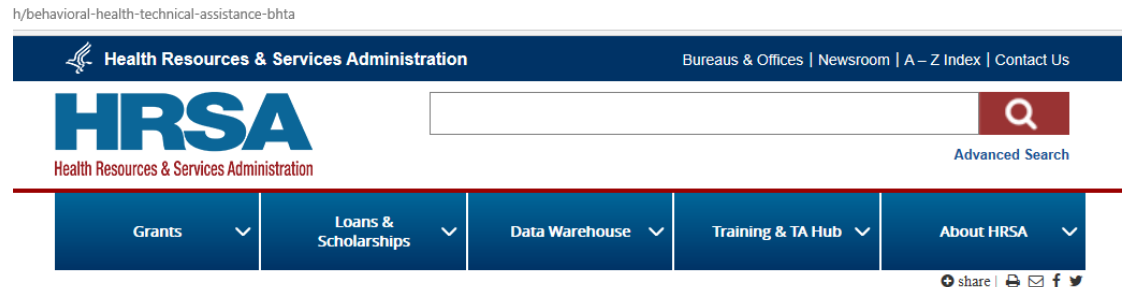 h/behavioral-health-technical-assistance-bhta
Health Resources & Services Administration
Bureaus & Offices | Newsroom | A – Z Index | Contact Us
HRSA
Health Resources & Services Administration
Advanced Search
Grants
Loans &
Scholarships
Data Warehouse
Training & TA Hub
About HRSA
share |